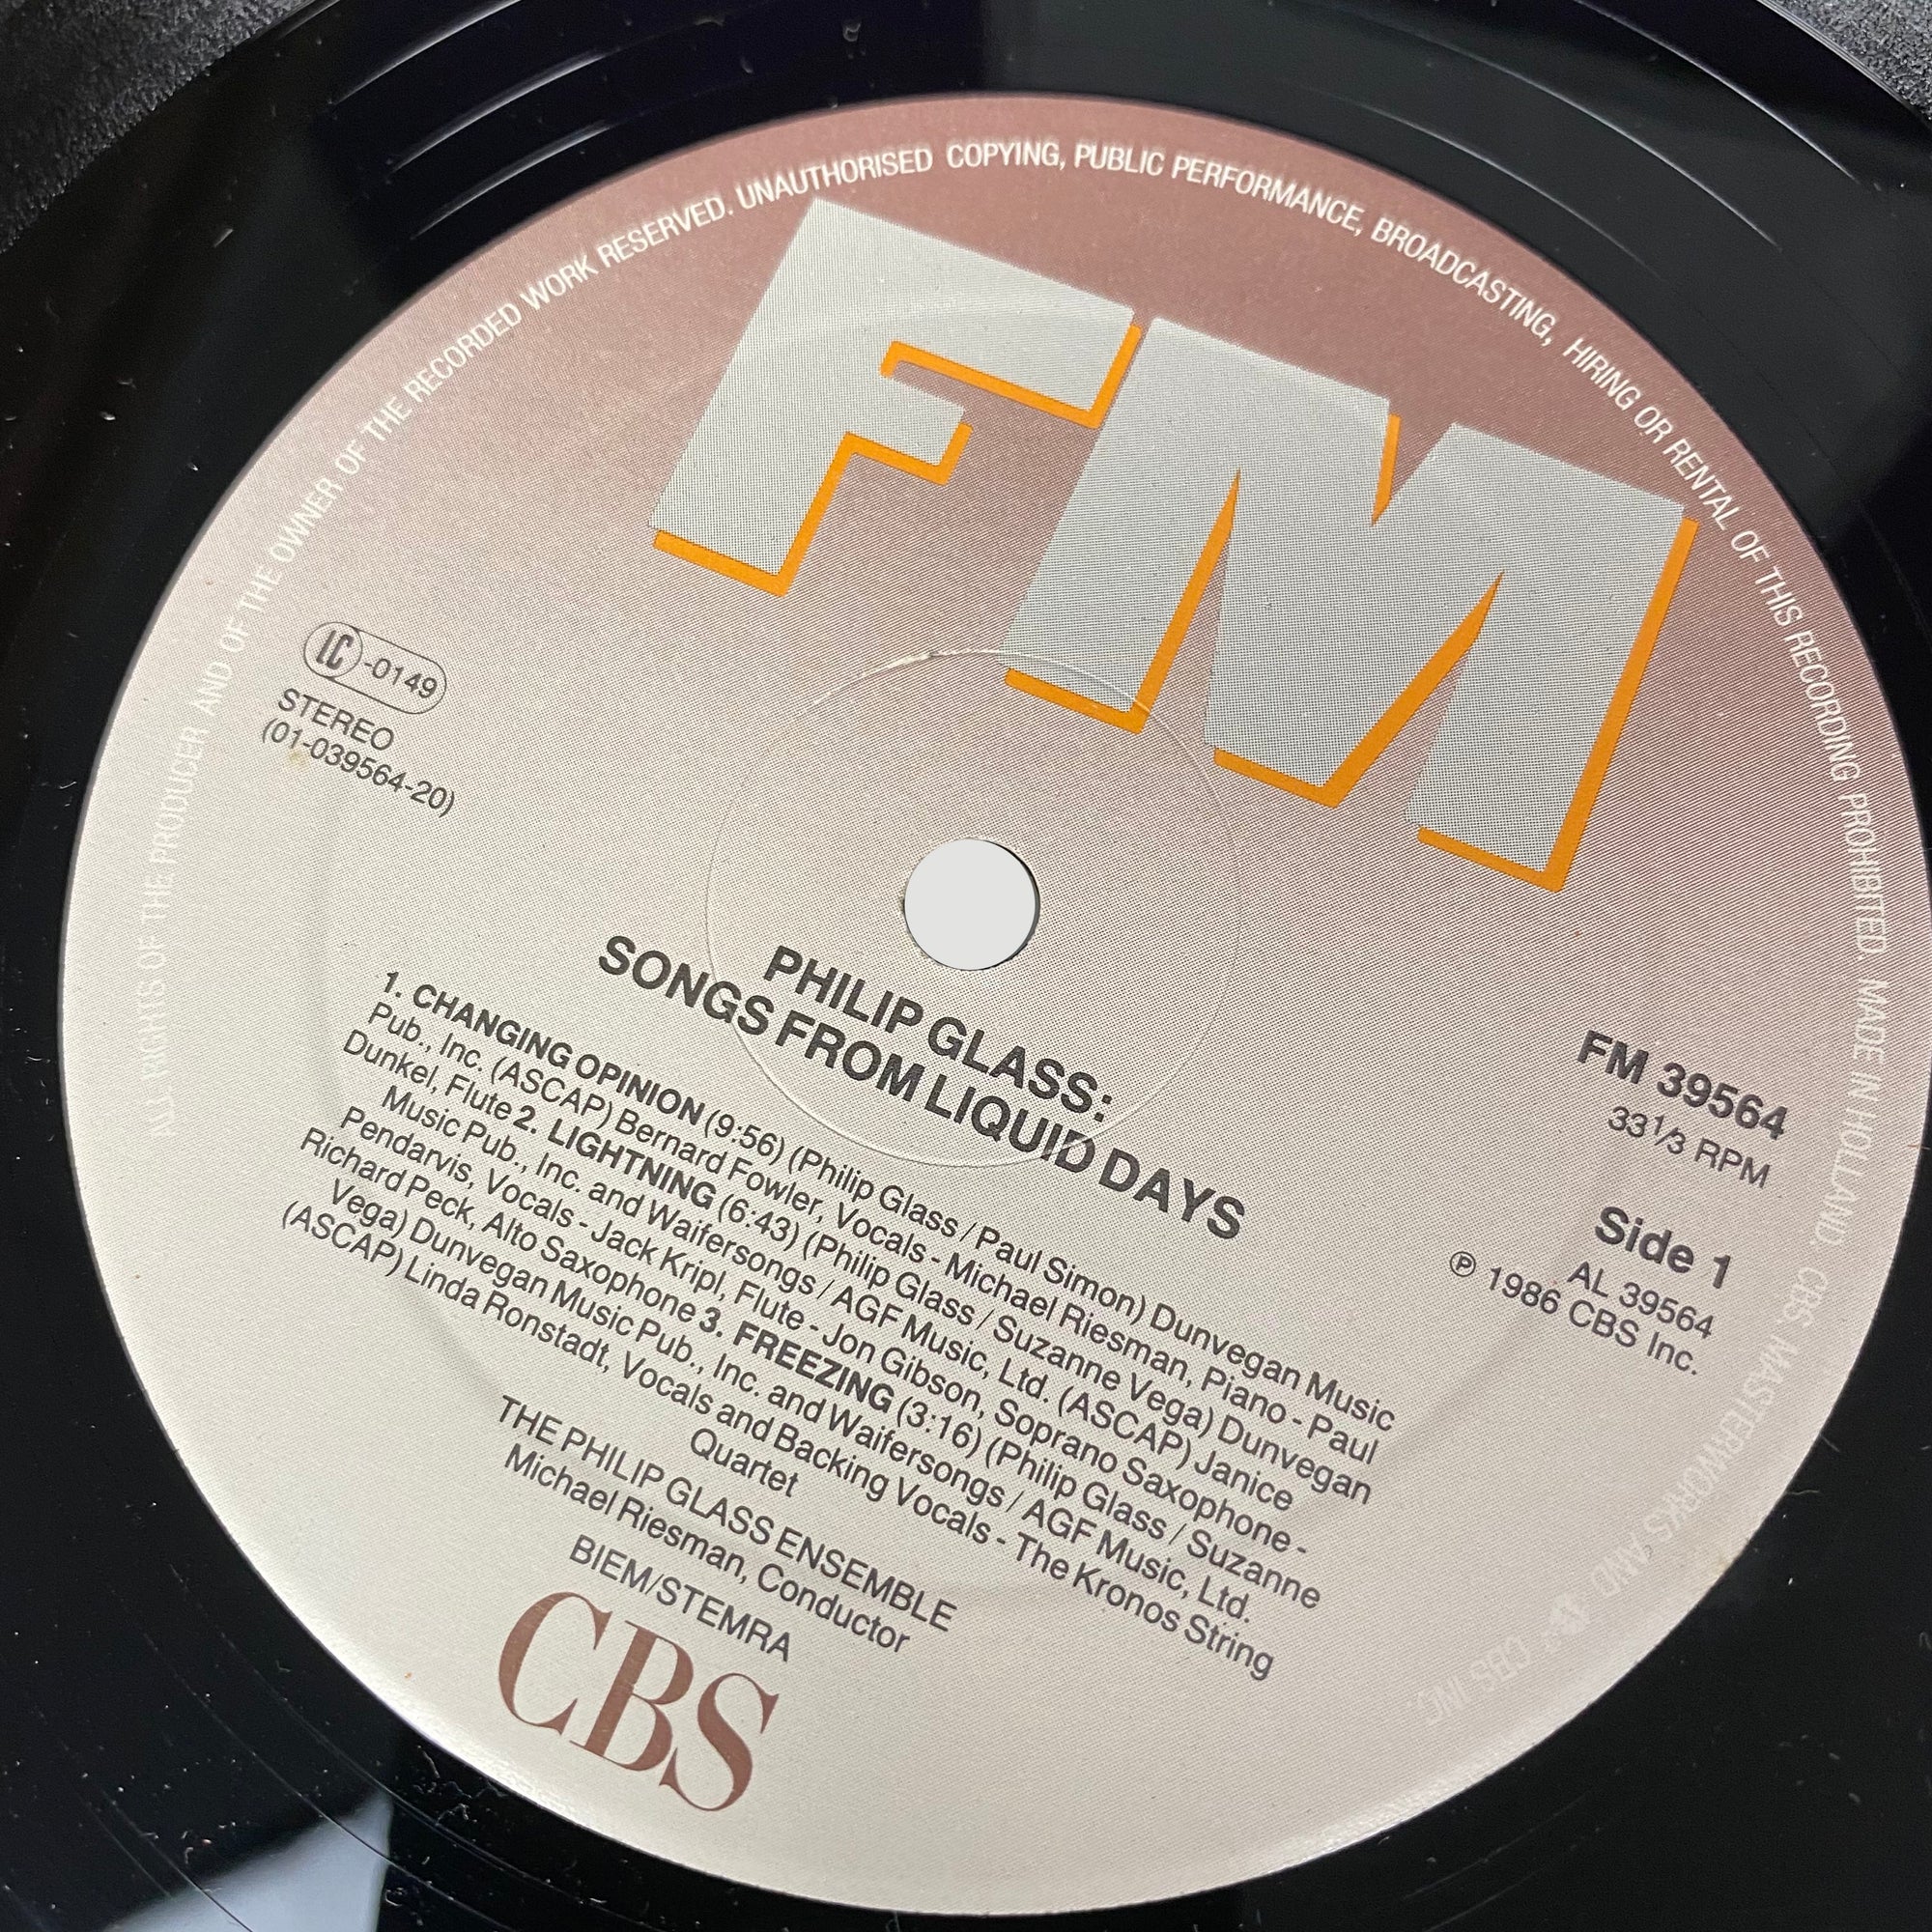 ALL RIGHTS OF THE PRODUCER AND OF THE OWNER OF THE RECORDED WORK RESERVED. UNAUTHORISED COPYING, PUBLIC PERFORMANCE, BROADCASTING, HIRING OR RENTAL OF THIS RECORDING PROHIBITED. MADE IN HOLLAND. CBS, MASTERWORKS AND CBS INC.
FM
LC-0149
STEREO
(01-039564-20)
PHILIP GLASS:
SONGS FROM LIQUID DAYS
FM 39564
33 1/3 RPM
Side 1
AL 39564
℗ 1986 CBS Inc.
1. CHANGING OPINION (9:56) (Philip Glass / Paul Simon) Dunvegan Music
Pub., Inc. (ASCAP) Bernard Fowler, Vocals - Michael Riesman, Piano - Paul
Dunkel, Flute 2. LIGHTNING (6:43) (Philip Glass / Suzanne Vega) Dunvegan
Music Pub., Inc. and Waifersongs / AGF Music, Ltd. (ASCAP) Janice
Pendarvis, Vocals - Jack Kripl, Flute - Jon Gibson, Soprano Saxophone -
Richard Peck, Alto Saxophone 3. FREEZING (3:16) (Philip Glass / Suzanne
Vega) Dunvegan Music Pub., Inc. and Waifersongs / AGF Music, Ltd.
(ASCAP) Linda Ronstadt, Vocals and Backing Vocals - The Kronos String
Quartet
THE PHILIP GLASS ENSEMBLE
Michael Riesman, Conductor
BIEM/STEMRA
CBS